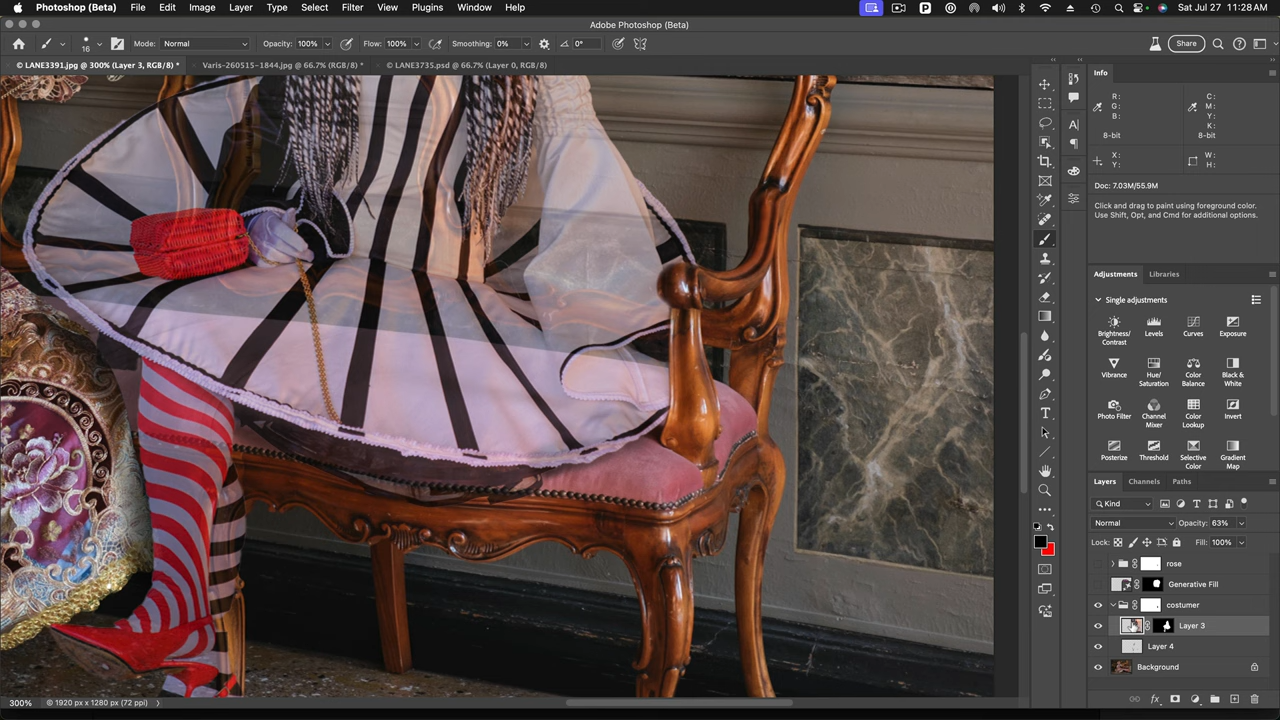 Photoshop (Beta) File Edit Image Layer Type Select Filter View Plugins Window Help Sat Jul 27 11:28 AM
Adobe Photoshop (Beta)
16 Mode: Normal Opacity: 100% Flow: 100% Smoothing: 0% 0° Share
© LANE3391.jpg @ 300% (Layer 3, RGB/8) * Varis-260515-1844.jpg @ 66.7% (RGB/8) * © LANE3735.psd @ 66.7% (Layer 0, RGB/8)
Info
R: C:
G: M:
B: Y:
K:
8-bit 8-bit
X: W:
Y: H:
Doc: 7.03M/55.9M
Click and drag to paint using foreground color.
Use Shift, Opt, and Cmd for additional options.
Adjustments Libraries
Single adjustments
Brightness/
Contrast Levels Curves Exposure
Vibrance Hue/
Saturation Color
Balance Black &
White
Photo Filter Channel
Mixer Color
Lookup Invert
Posterize Threshold Selective
Color Gradient
Map
Layers Channels Paths
Kind
Normal Opacity: 63%
Lock: Fill: 100%
rose
Generative Fill
costumer
Layer 3
Layer 4
Background
300% © 1920 px x 1280 px (72 ppi)